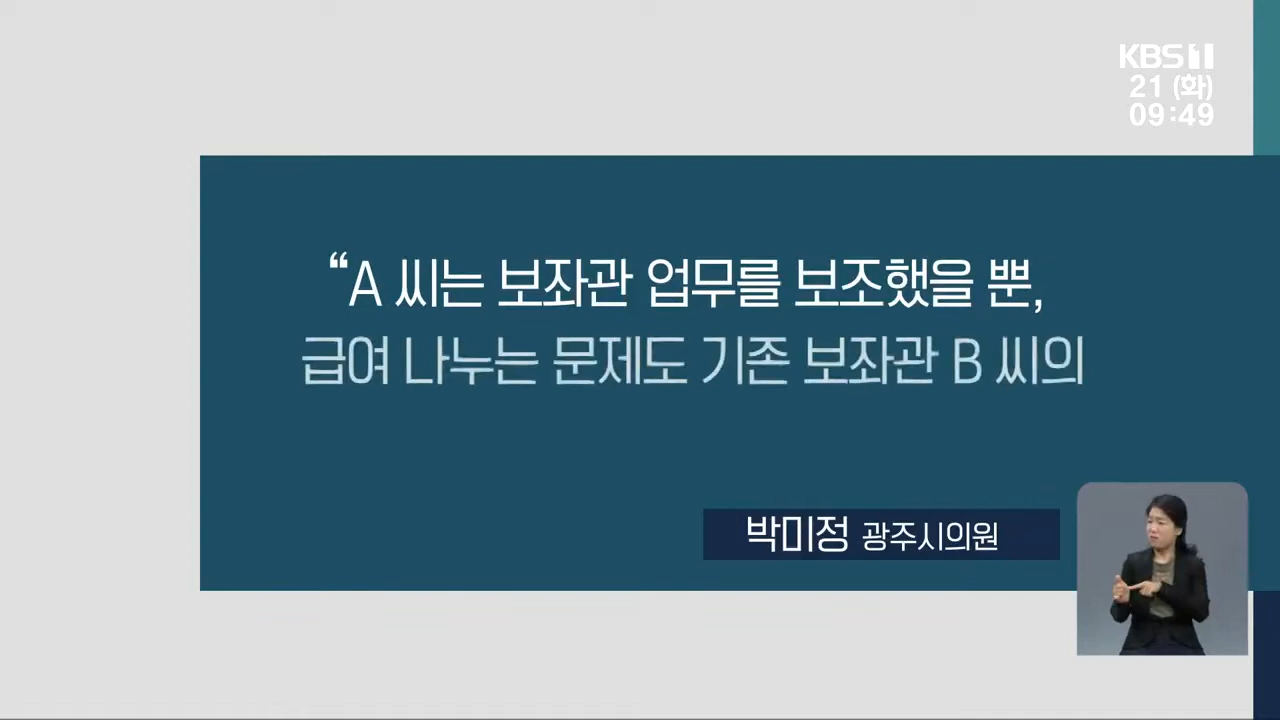 KBS1
21 (화)
09:49
“A 씨는 보좌관 업무를 보조했을 뿐,
급여 나누는 문제도 기존 보좌관 B 씨의
박미정 광주시의원